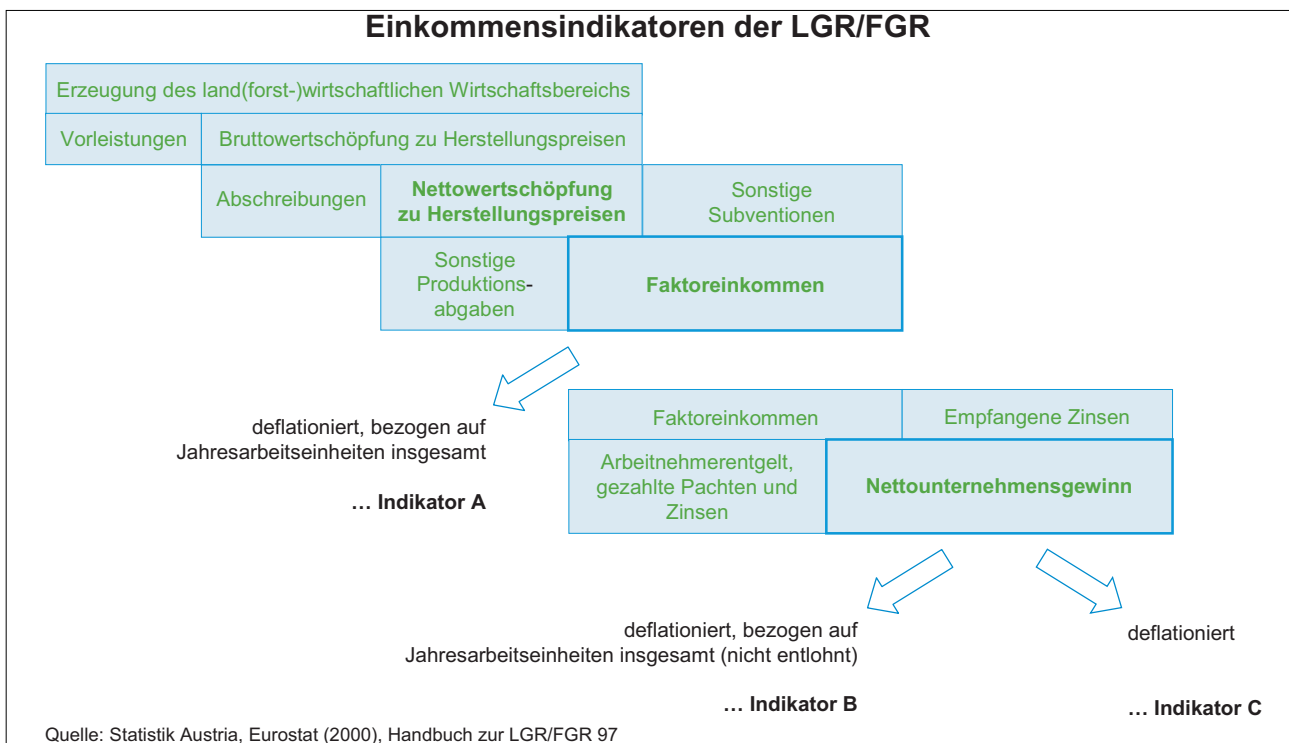 Einkommensindikatoren der LGR/FGR
Erzeugung des land(forst-)wirtschaftlichen Wirtschaftsbereichs
Vorleistungen
Bruttowertschöpfung zu Herstellungspreisen
Abschreibungen
Nettowertschöpfung
zu Herstellungspreisen
Sonstige
Subventionen
Sonstige
Produktions-
abgaben
Faktoreinkommen
deflationiert, bezogen auf
Jahresarbeitseinheiten insgesamt
... Indikator A
Faktoreinkommen
Empfangene Zinsen
Arbeitnehmerentgelt,
gezahlte Pachten und
Zinsen
Nettounternehmensgewinn
deflationiert, bezogen auf
Jahresarbeitseinheiten insgesamt (nicht entlohnt)
... Indikator B
deflationiert
... Indikator C
Quelle: Statistik Austria, Eurostat (2000), Handbuch zur LGR/FGR 97